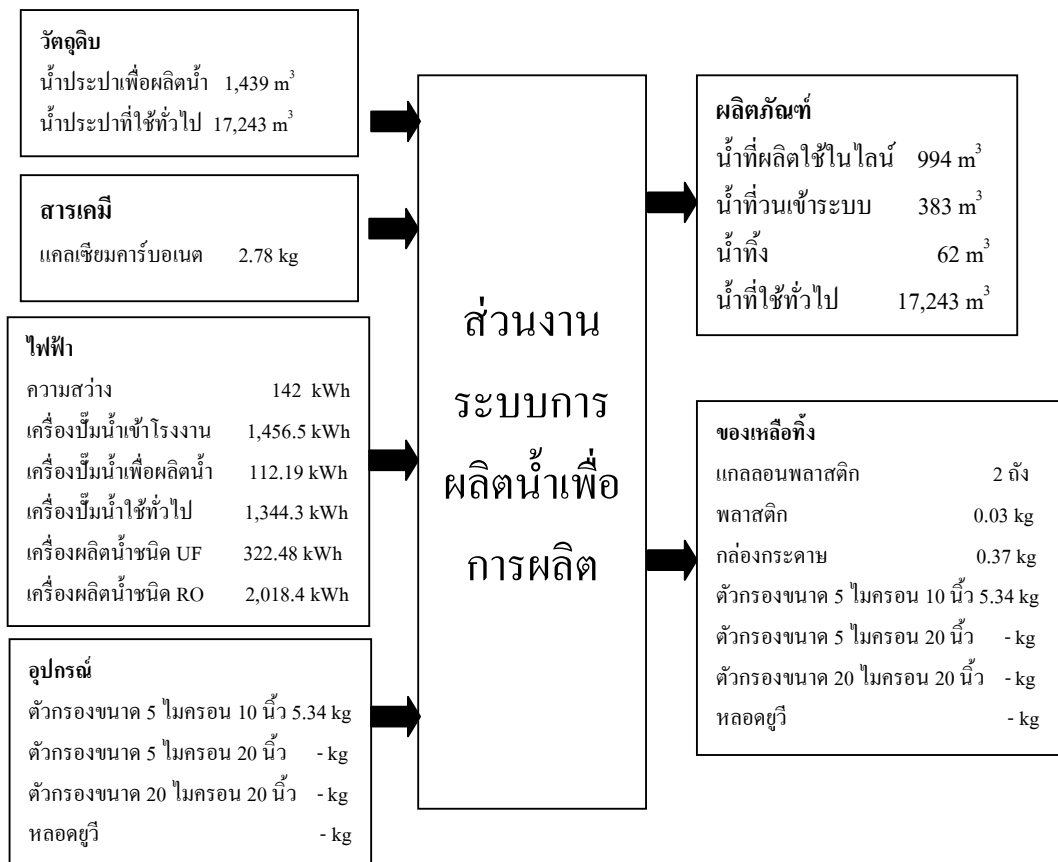 วัตถุดิบ
น้ำประปาเพื่อผลิตน้ำ 1,439 m³
น้ำประปาที่ใช้ทั่วไป 17,243 m³
สารเคมี
แคลเซียมคาร์บอเนต 2.78 kg
ไฟฟ้า
ความสว่าง 142 kWh
เครื่องปั๊มน้ำเข้าโรงงาน 1,456.5 kWh
เครื่องปั๊มน้ำเพื่อผลิตน้ำ 112.19 kWh
เครื่องปั๊มน้ำใช้ทั่วไป 1,344.3 kWh
เครื่องผลิตน้ำชนิด UF 322.48 kWh
เครื่องผลิตน้ำชนิด RO 2,018.4 kWh
อุปกรณ์
ตัวกรองขนาด 5 ไมครอน 10 นิ้ว 5.34 kg
ตัวกรองขนาด 5 ไมครอน 20 นิ้ว - kg
ตัวกรองขนาด 20 ไมครอน 20 นิ้ว - kg
หลอดยูวี - kg
ส่วนงาน
ระบบการ
ผลิตน้ำเพื่อ
การผลิต
ผลิตภัณฑ์
น้ำที่ผลิตใช้ในไลน์ 994 m³
น้ำที่วนเข้าระบบ 383 m³
น้ำทิ้ง 62 m³
น้ำที่ใช้ทั่วไป 17,243 m³
ของเหลือทิ้ง
แกลลอนพลาสติก 2 ถัง
พลาสติก 0.03 kg
กล่องกระดาษ 0.37 kg
ตัวกรองขนาด 5 ไมครอน 10 นิ้ว 5.34 kg
ตัวกรองขนาด 5 ไมครอน 20 นิ้ว - kg
ตัวกรองขนาด 20 ไมครอน 20 นิ้ว - kg
หลอดยูวี - kg